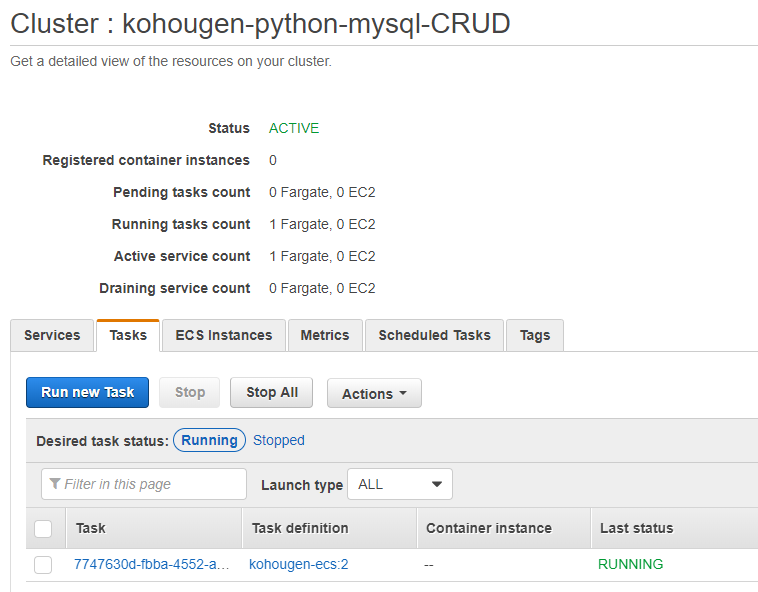 Cluster : kohougen-python-mysql-CRUD
Get a detailed view of the resources on your cluster.
Status ACTIVE
Registered container instances 0
Pending tasks count 0 Fargate, 0 EC2
Running tasks count 1 Fargate, 0 EC2
Active service count 1 Fargate, 0 EC2
Draining service count 0 Fargate, 0 EC2
Services Tasks ECS Instances Metrics Scheduled Tasks Tags
Run new Task Stop Stop All Actions
Desired task status: Running Stopped
Filter in this page Launch type ALL
Task Task definition Container instance Last status
7747630d-fbba-4552-a... kohougen-ecs:2 -- RUNNING